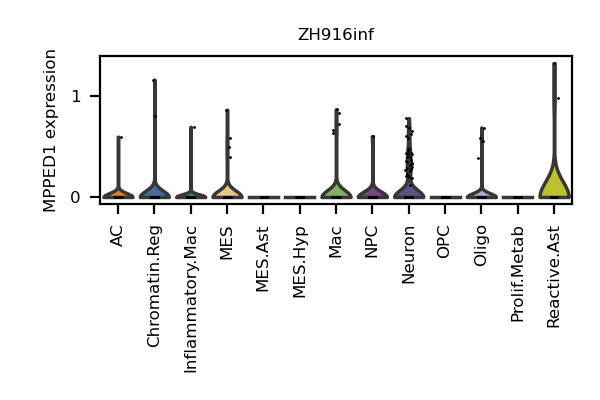 ZH916inf
MPPED1 expression
1
0
AC
Chromatin.Reg
Inflammatory.Mac
MES
MES.Ast
MES.Hyp
Mac
NPC
Neuron
OPC
Oligo
Prolif.Metab
Reactive.Ast